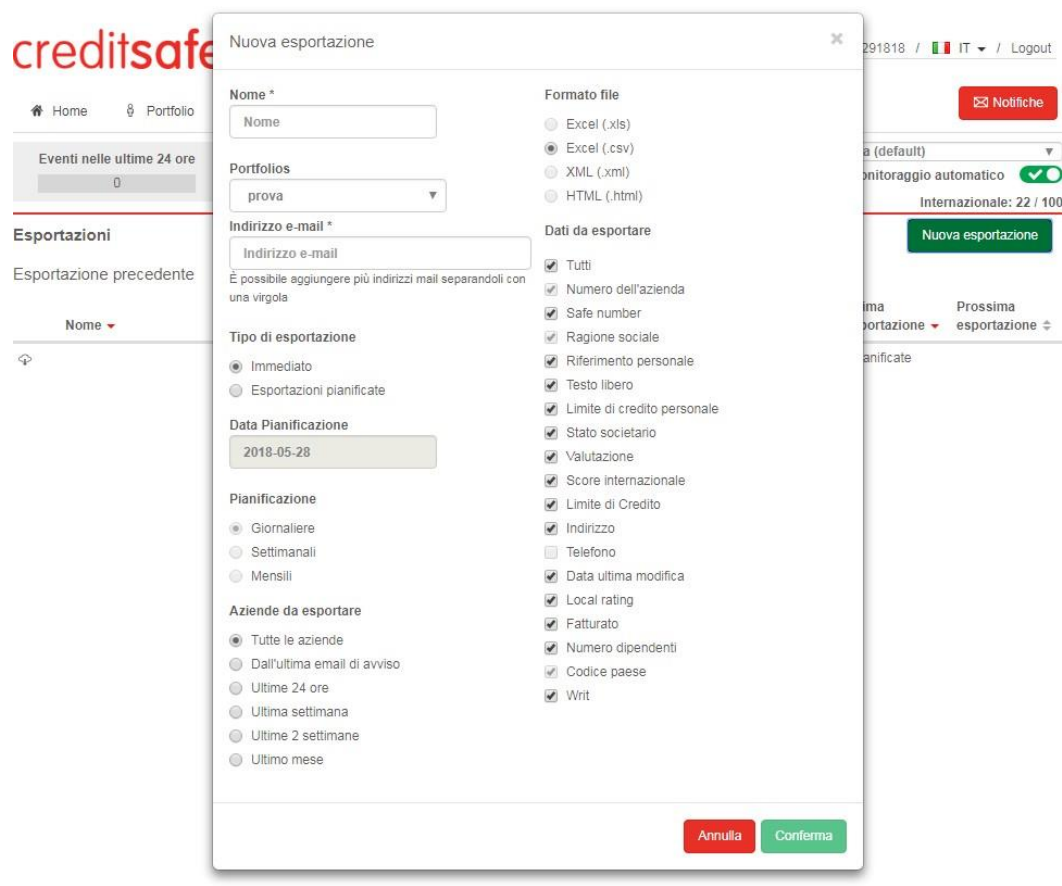 creditsafe
291818 / IT / Logout
Home
Portfolio
Notifiche
Eventi nelle ultime 24 ore
0
(default)
automatico
Internazionale: 22 / 100
Esportazioni
Nuova esportazione
Esportazione precedente
Nome
Prossima
esportazione
Nuova esportazione
×
Nome *
Nome
Portfolios
prova
Indirizzo e-mail *
Indirizzo e-mail
È possibile aggiungere più indirizzi mail separandoli con
una virgola
Tipo di esportazione
Immediato
Esportazioni pianificate
Data Pianificazione
2018-05-28
Pianificazione
Giornaliere
Settimanali
Mensili
Aziende da esportare
Tutte le aziende
Dall'ultima email di avviso
Ultime 24 ore
Ultima settimana
Ultime 2 settimane
Ultimo mese
Formato file
Excel (.xls)
Excel (.csv)
XML (.xml)
HTML (.html)
Dati da esportare
Tutti
Numero dell'azienda
Safe number
Ragione sociale
Riferimento personale
Testo libero
Limite di credito personale
Stato societario
Valutazione
Score internazionale
Limite di Credito
Indirizzo
Telefono
Data ultima modifica
Local rating
Fatturato
Numero dipendenti
Codice paese
Writ
Annulla
Conferma